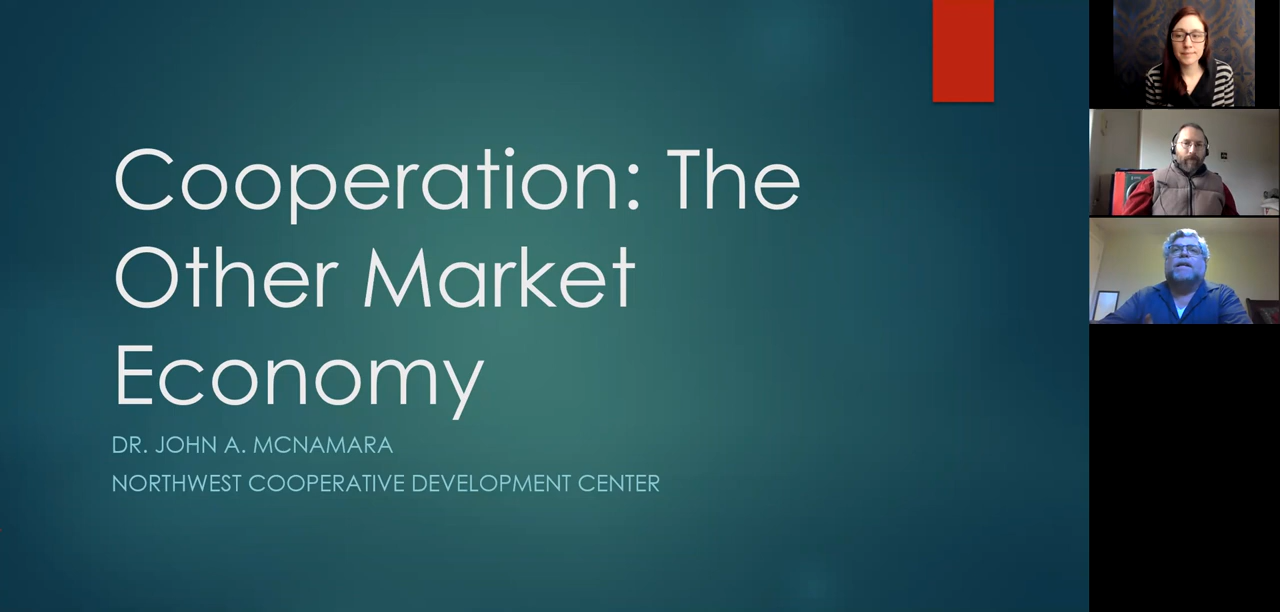 Cooperation: The
Other Market
Economy
DR. JOHN A. MCNAMARA
NORTHWEST COOPERATIVE DEVELOPMENT CENTER